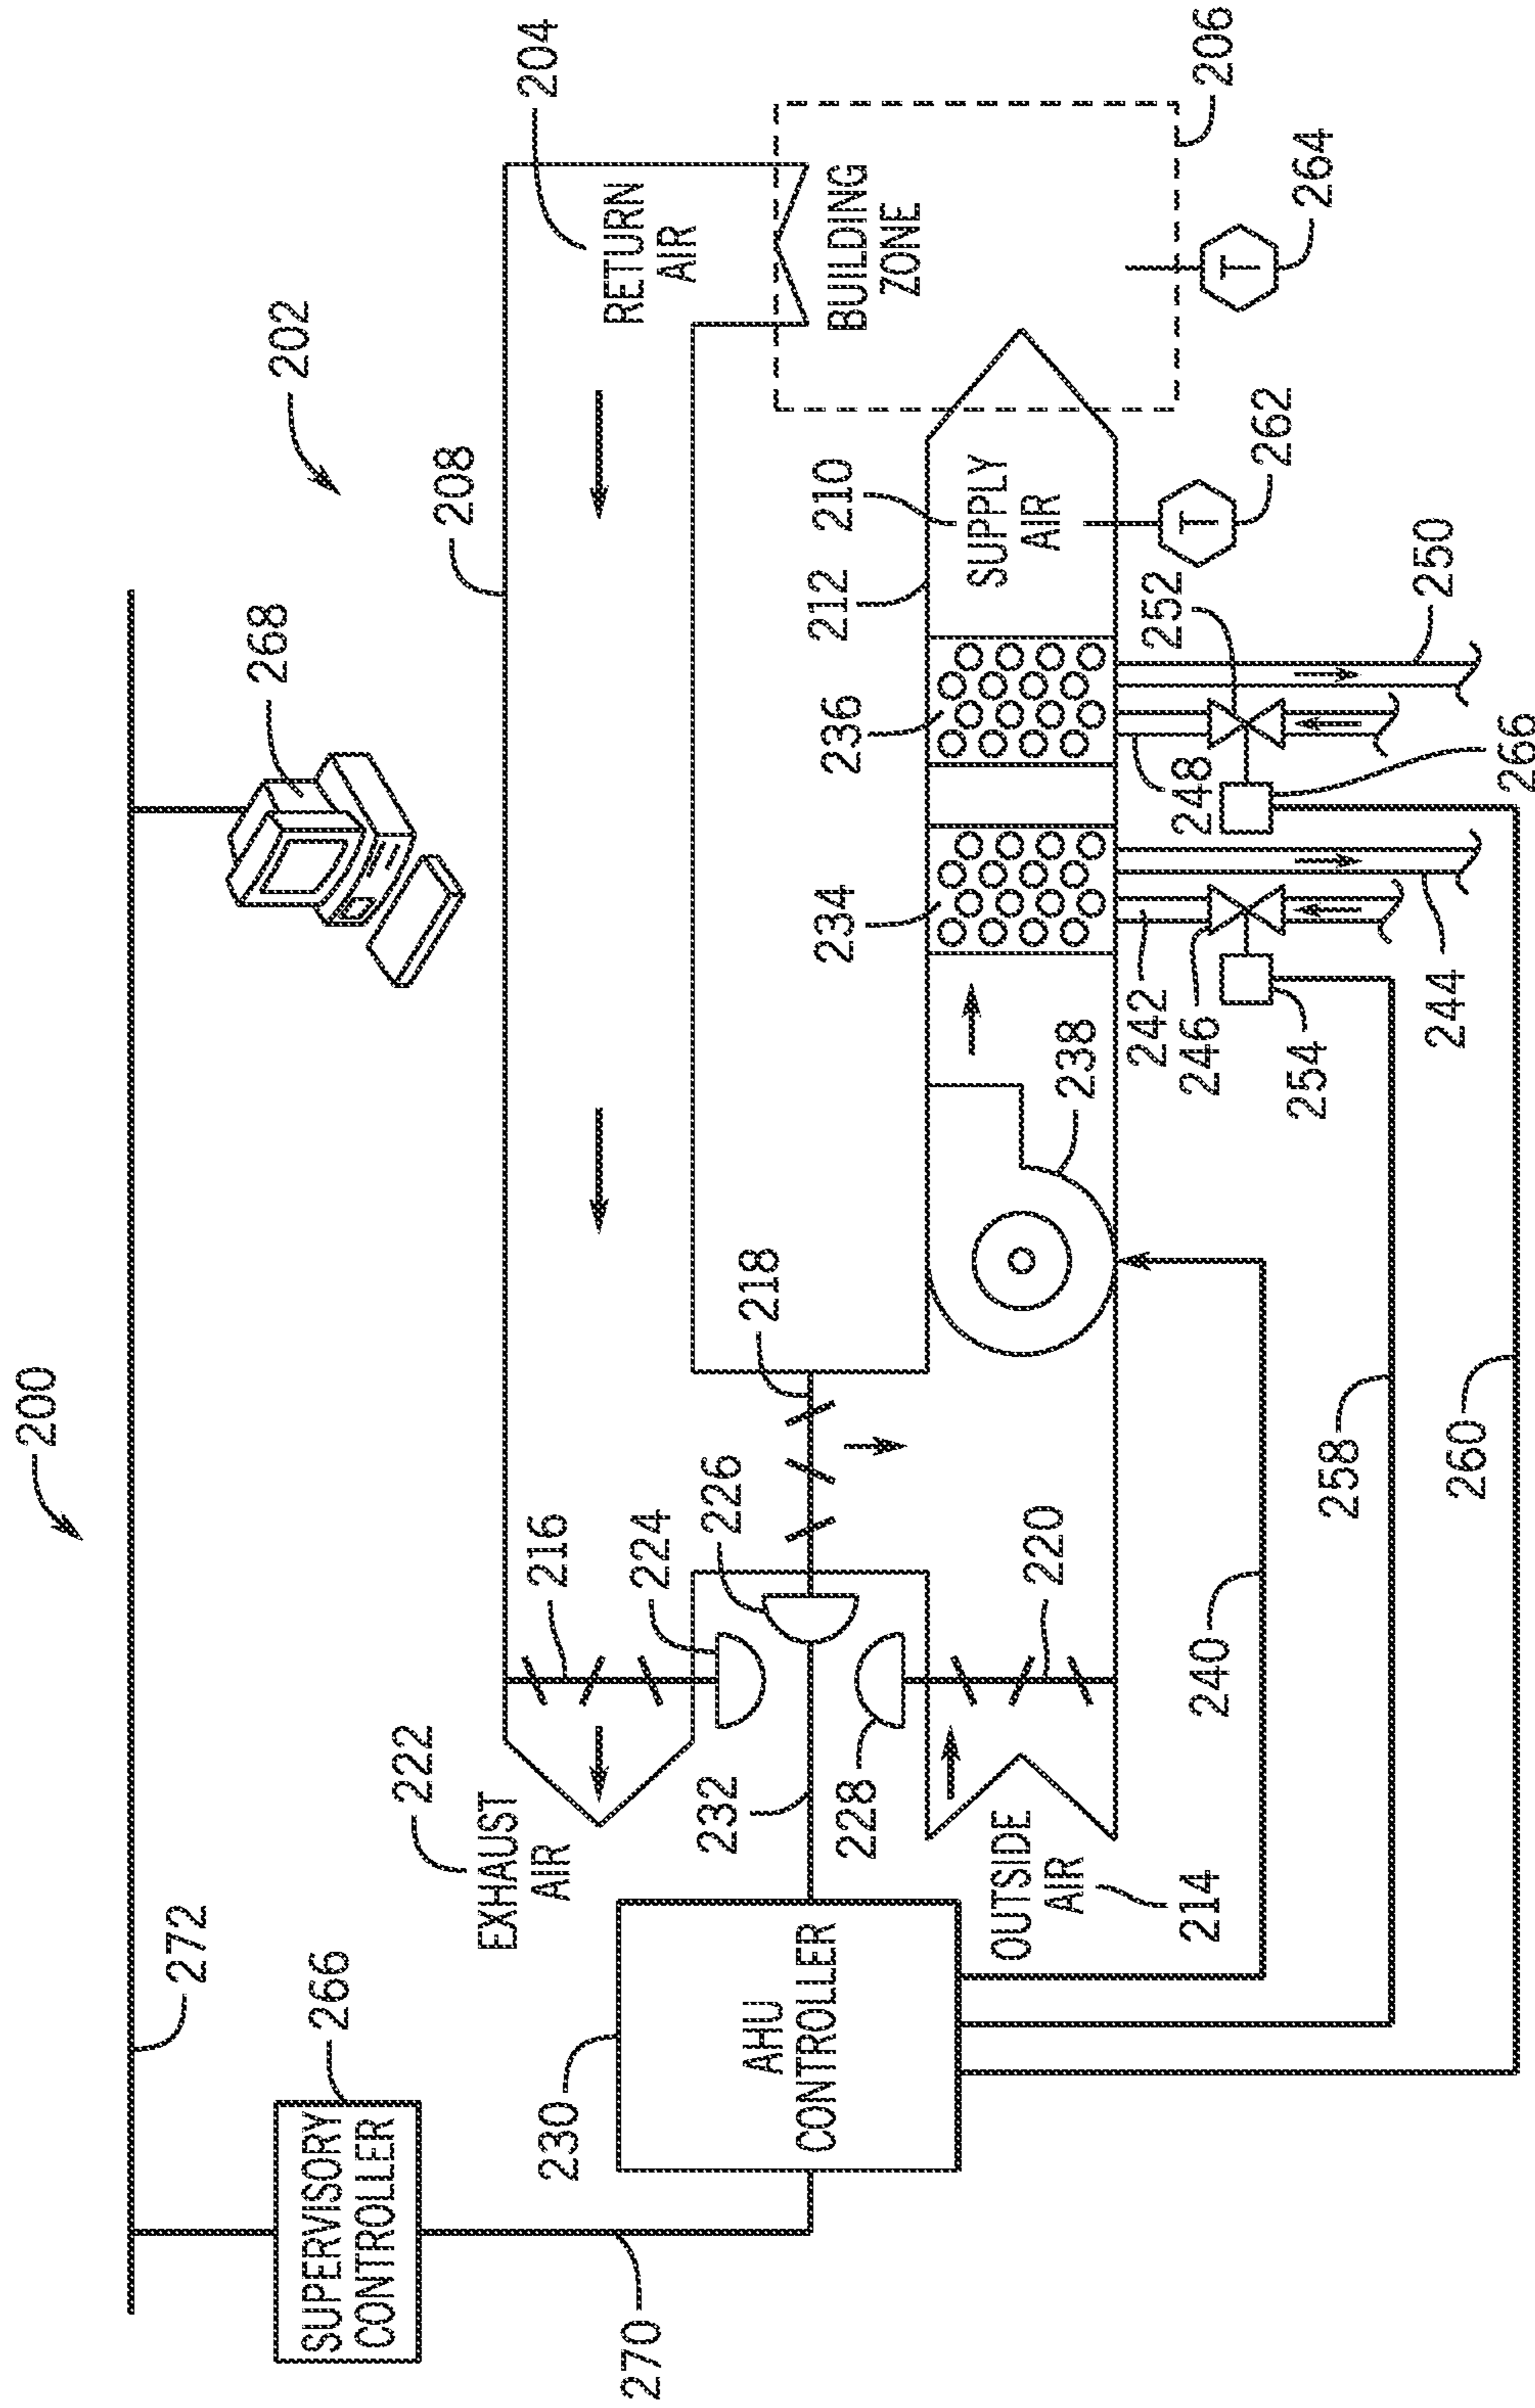 200
202
272
268
266
SUPERVISORY
CONTROLLER
270
208
204
RETURN
AIR
222
EXHAUST
AIR
216
224
226
218
230
AHU
CONTROLLER
232
228
220
OUTSIDE
AIR
214
238
234
236
212
210
SUPPLY
AIR
BUILDING
ZONE
206
264
T
262
T
242
246
254
248
252
250
266
244
240
258
260